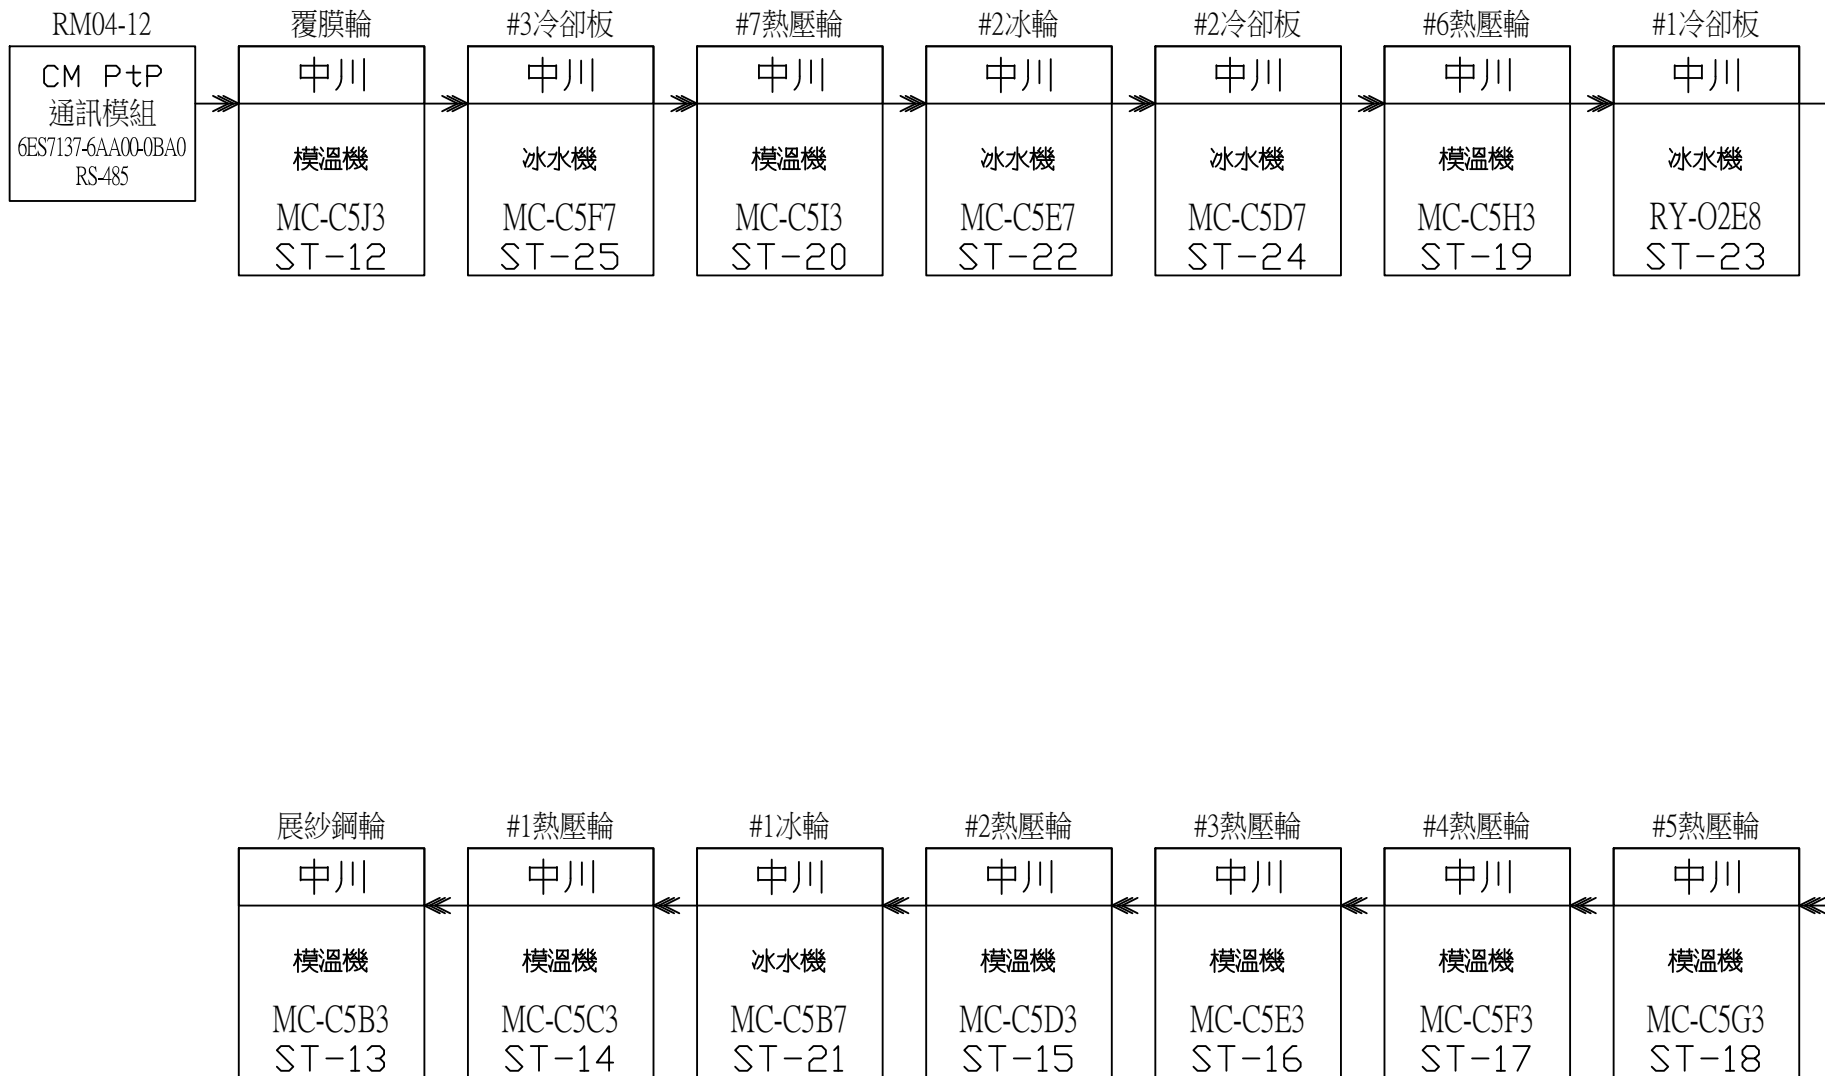 RM04-12
CM PtP
通訊模組
6ES7137-6AA00-0BA0
RS-485
覆膜輪
中川
模溫機
MC-C5J3
ST-12
#3冷卻板
中川
冰水機
MC-C5F7
ST-25
#7熱壓輪
中川
模溫機
MC-C5I3
ST-20
#2冰輪
中川
冰水機
MC-C5E7
ST-22
#2冷卻板
中川
冰水機
MC-C5D7
ST-24
#6熱壓輪
中川
模溫機
MC-C5H3
ST-19
#1冷卻板
中川
冰水機
RY-O2E8
ST-23
展紗鋼輪
中川
模溫機
MC-C5B3
ST-13
#1熱壓輪
中川
模溫機
MC-C5C3
ST-14
#1冰輪
中川
冰水機
MC-C5B7
ST-21
#2熱壓輪
中川
模溫機
MC-C5D3
ST-15
#3熱壓輪
中川
模溫機
MC-C5E3
ST-16
#4熱壓輪
中川
模溫機
MC-C5F3
ST-17
#5熱壓輪
中川
模溫機
MC-C5G3
ST-18